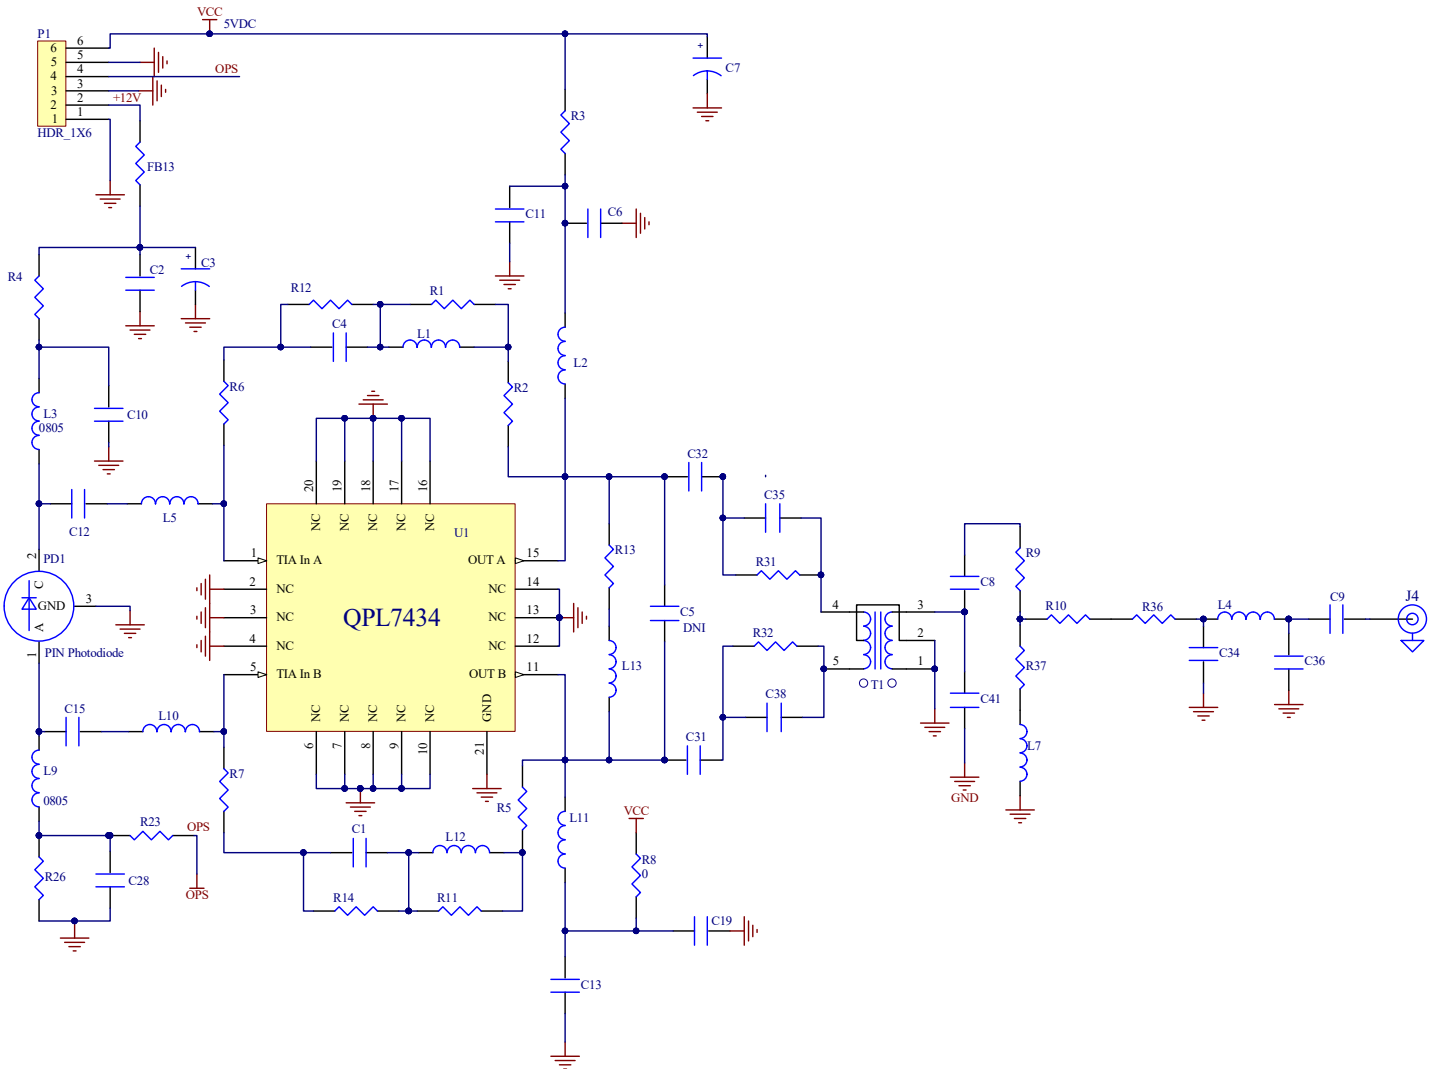 VCC
5VDC
P1
6 6
5 5
4 4
3 3
2 2
1 1
OPS
+12V
HDR_1X6
FB13
+
C7
R3
C11
C6
R4
C2
+
C3
R12
R1
C4
L1
L2
R6
R2
L3
0805
C10
C12
L5
20
19
18
17
16
NC
NC
NC
NC
NC
U1
1
TIA In A
2
NC
3
NC
4
NC
5
TIA In B
QPL7434
OUT A
15
NC
14
NC
13
NC
12
OUT B
11
NC
NC
NC
NC
NC
GND
6
7
8
9
10
21
2
PD1
C
GND
A
3
1
PIN Photodiode
C32
C35
R31
R13
C5
DNI
L13
R32
C38
C31
4
5
3
2
1
T1
C8
R9
C41
GND
R37
L7
R10
R36
L4
C34
C36
C9
J4
C15
L10
L9
0805
R7
R23
OPS
OPS
R26
C28
C1
L12
R14
R11
R5
L11
VCC
R8
0
C19
C13